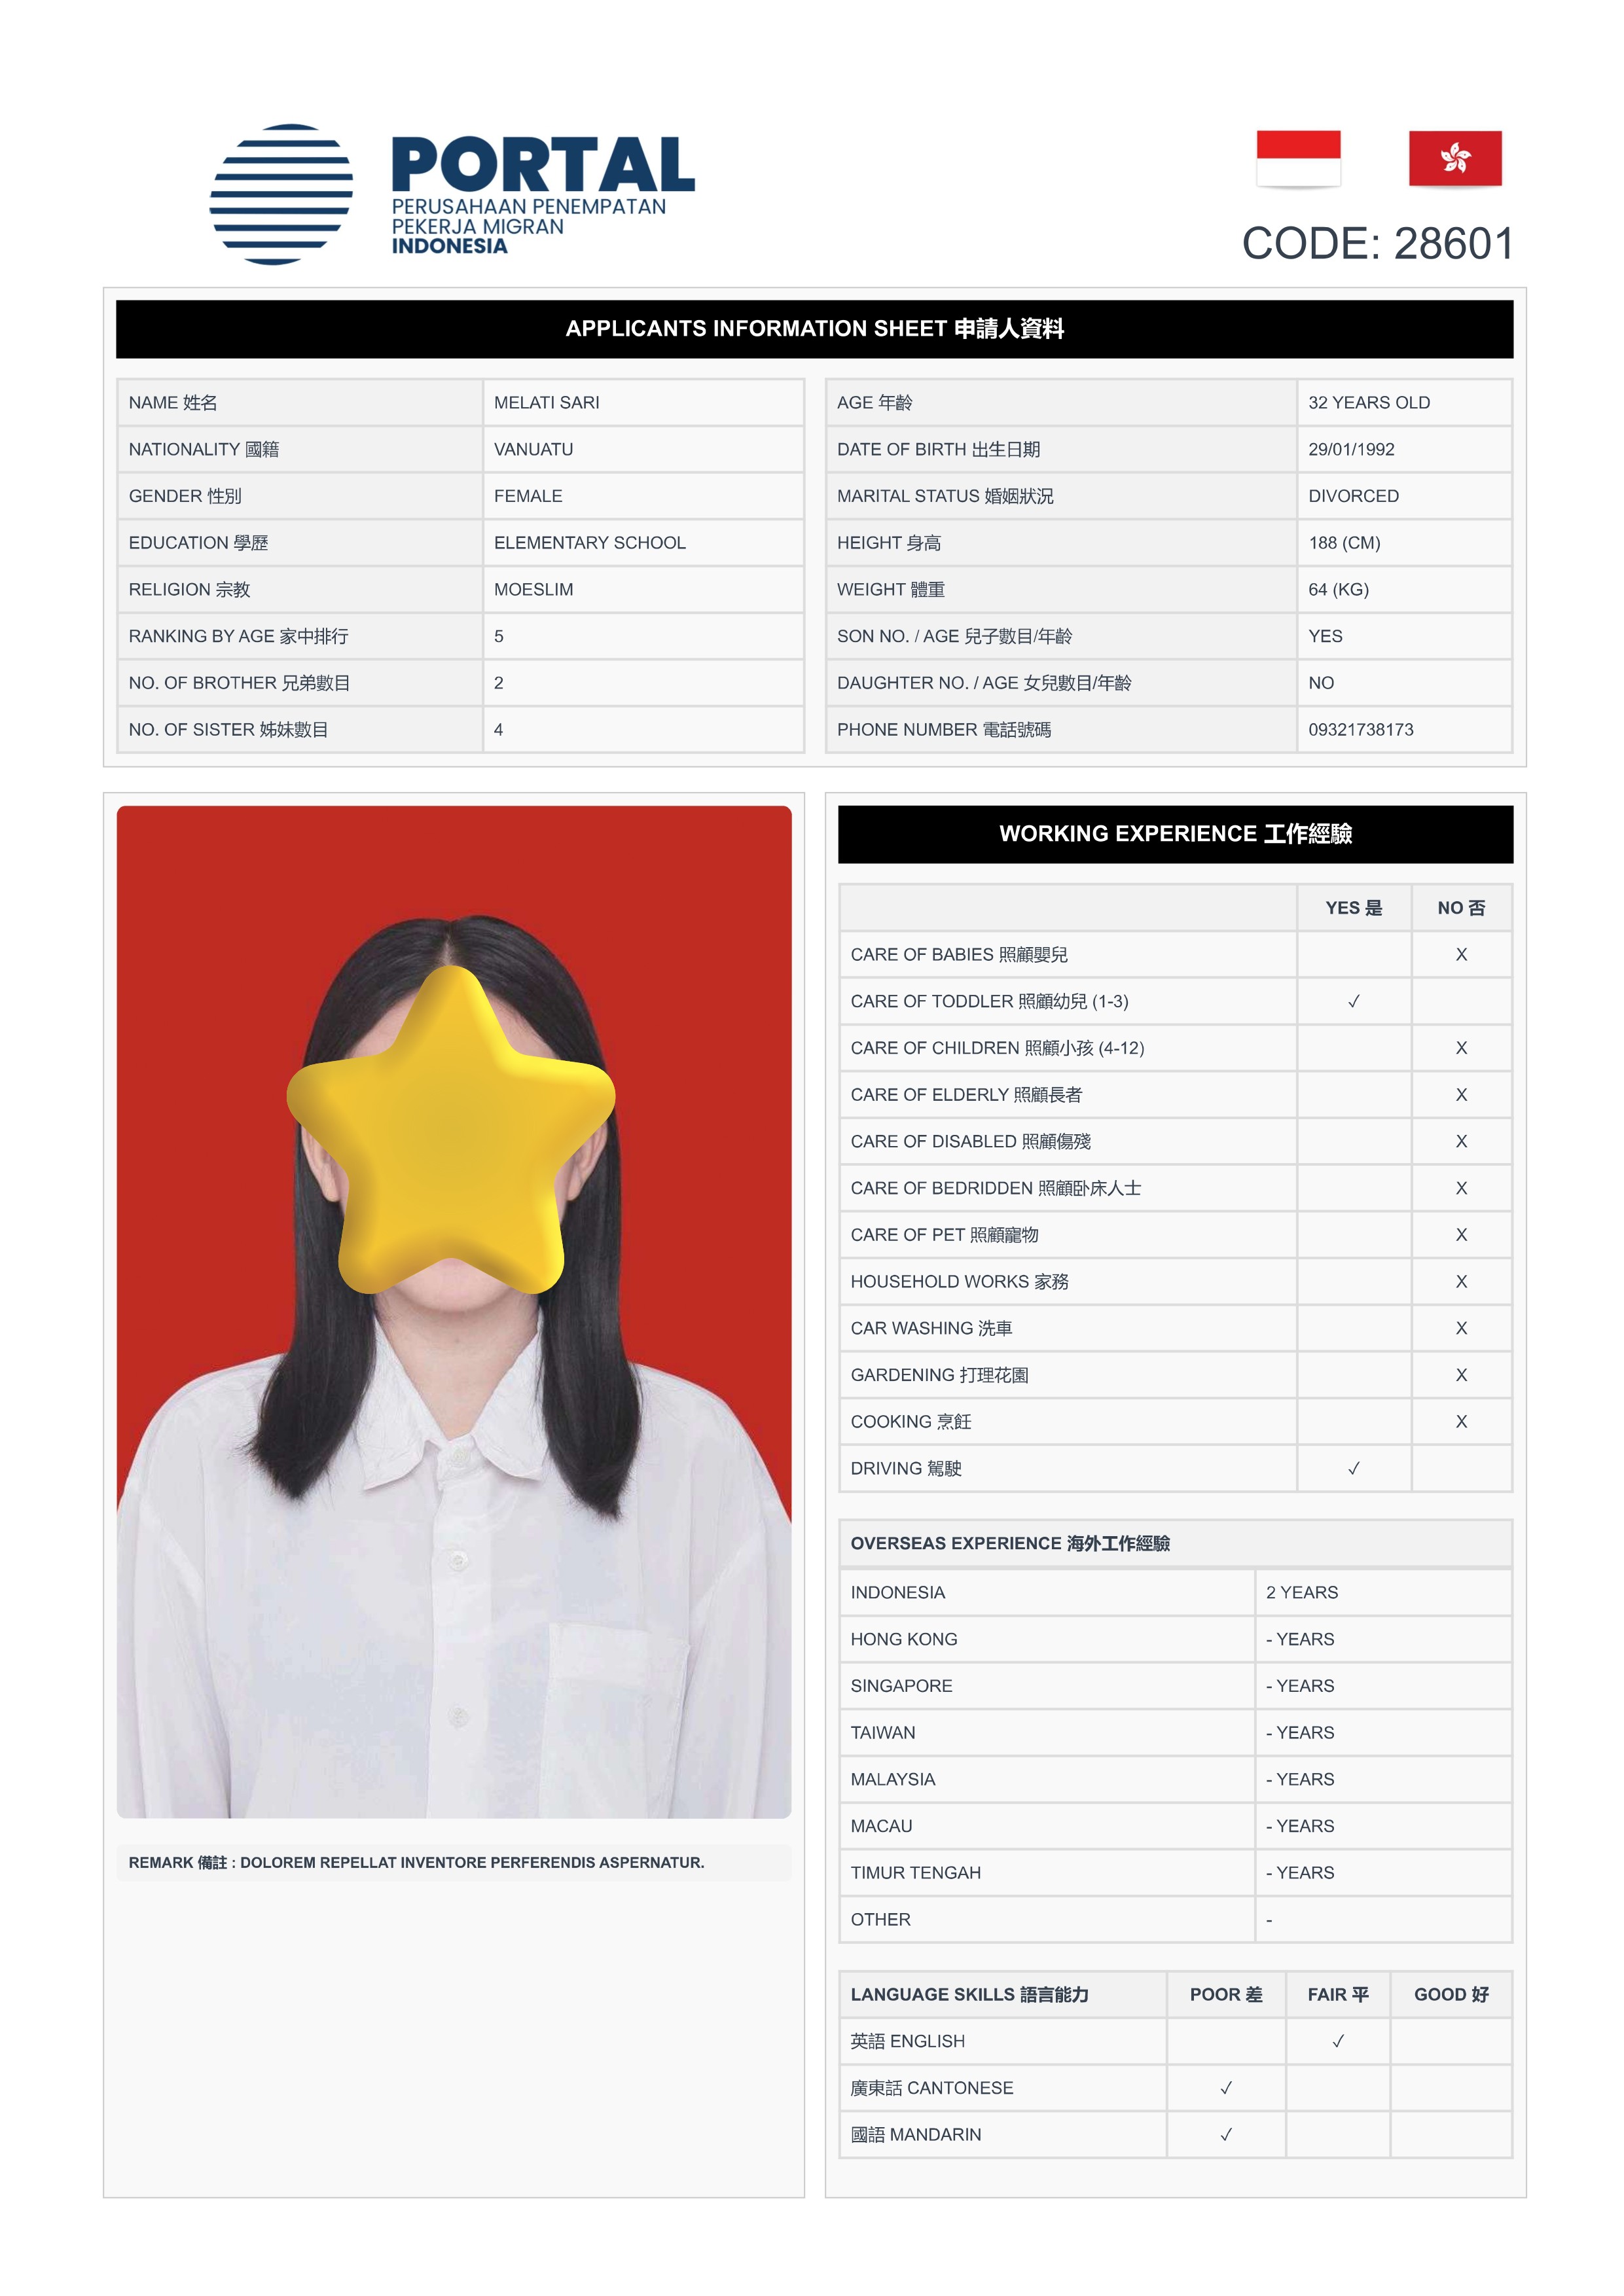 PORTAL
PERUSAHAAN PENEMPATAN
PEKERJA MIGRAN
INDONESIA
CODE: 28601
APPLICANTS INFORMATION SHEET 申請人資料
NAME 姓名 MELATI SARI
NATIONALITY 國籍 VANUATU
GENDER 性別 FEMALE
EDUCATION 學歷 ELEMENTARY SCHOOL
RELIGION 宗教 MOESLIM
RANKING BY AGE 家中排行 5
NO. OF BROTHER 兄弟數目 2
NO. OF SISTER 姊妹數目 4
AGE 年齡 32 YEARS OLD
DATE OF BIRTH 出生日期 29/01/1992
MARITAL STATUS 婚姻狀況 DIVORCED
HEIGHT 身高 188 (CM)
WEIGHT 體重 64 (KG)
SON NO. / AGE 兒子數目/年齡 YES
DAUGHTER NO. / AGE 女兒數目/年齡 NO
PHONE NUMBER 電話號碼 09321738173
REMARK 備註 : DOLOREM REPELLAT INVENTORE PERFERENDIS ASPERNATUR.
WORKING EXPERIENCE 工作經驗
YES 是 NO 否
CARE OF BABIES 照顧嬰兒 X
CARE OF TODDLER 照顧幼兒 (1-3) ✓
CARE OF CHILDREN 照顧小孩 (4-12) X
CARE OF ELDERLY 照顧長者 X
CARE OF DISABLED 照顧傷殘 X
CARE OF BEDRIDDEN 照顧卧床人士 X
CARE OF PET 照顧寵物 X
HOUSEHOLD WORKS 家務 X
CAR WASHING 洗車 X
GARDENING 打理花園 X
COOKING 烹飪 X
DRIVING 駕駛 ✓
OVERSEAS EXPERIENCE 海外工作經驗
INDONESIA 2 YEARS
HONG KONG - YEARS
SINGAPORE - YEARS
TAIWAN - YEARS
MALAYSIA - YEARS
MACAU - YEARS
TIMUR TENGAH - YEARS
OTHER -
LANGUAGE SKILLS 語言能力 POOR 差 FAIR 平 GOOD 好
英語 ENGLISH ✓
廣東話 CANTONESE ✓
國語 MANDARIN ✓